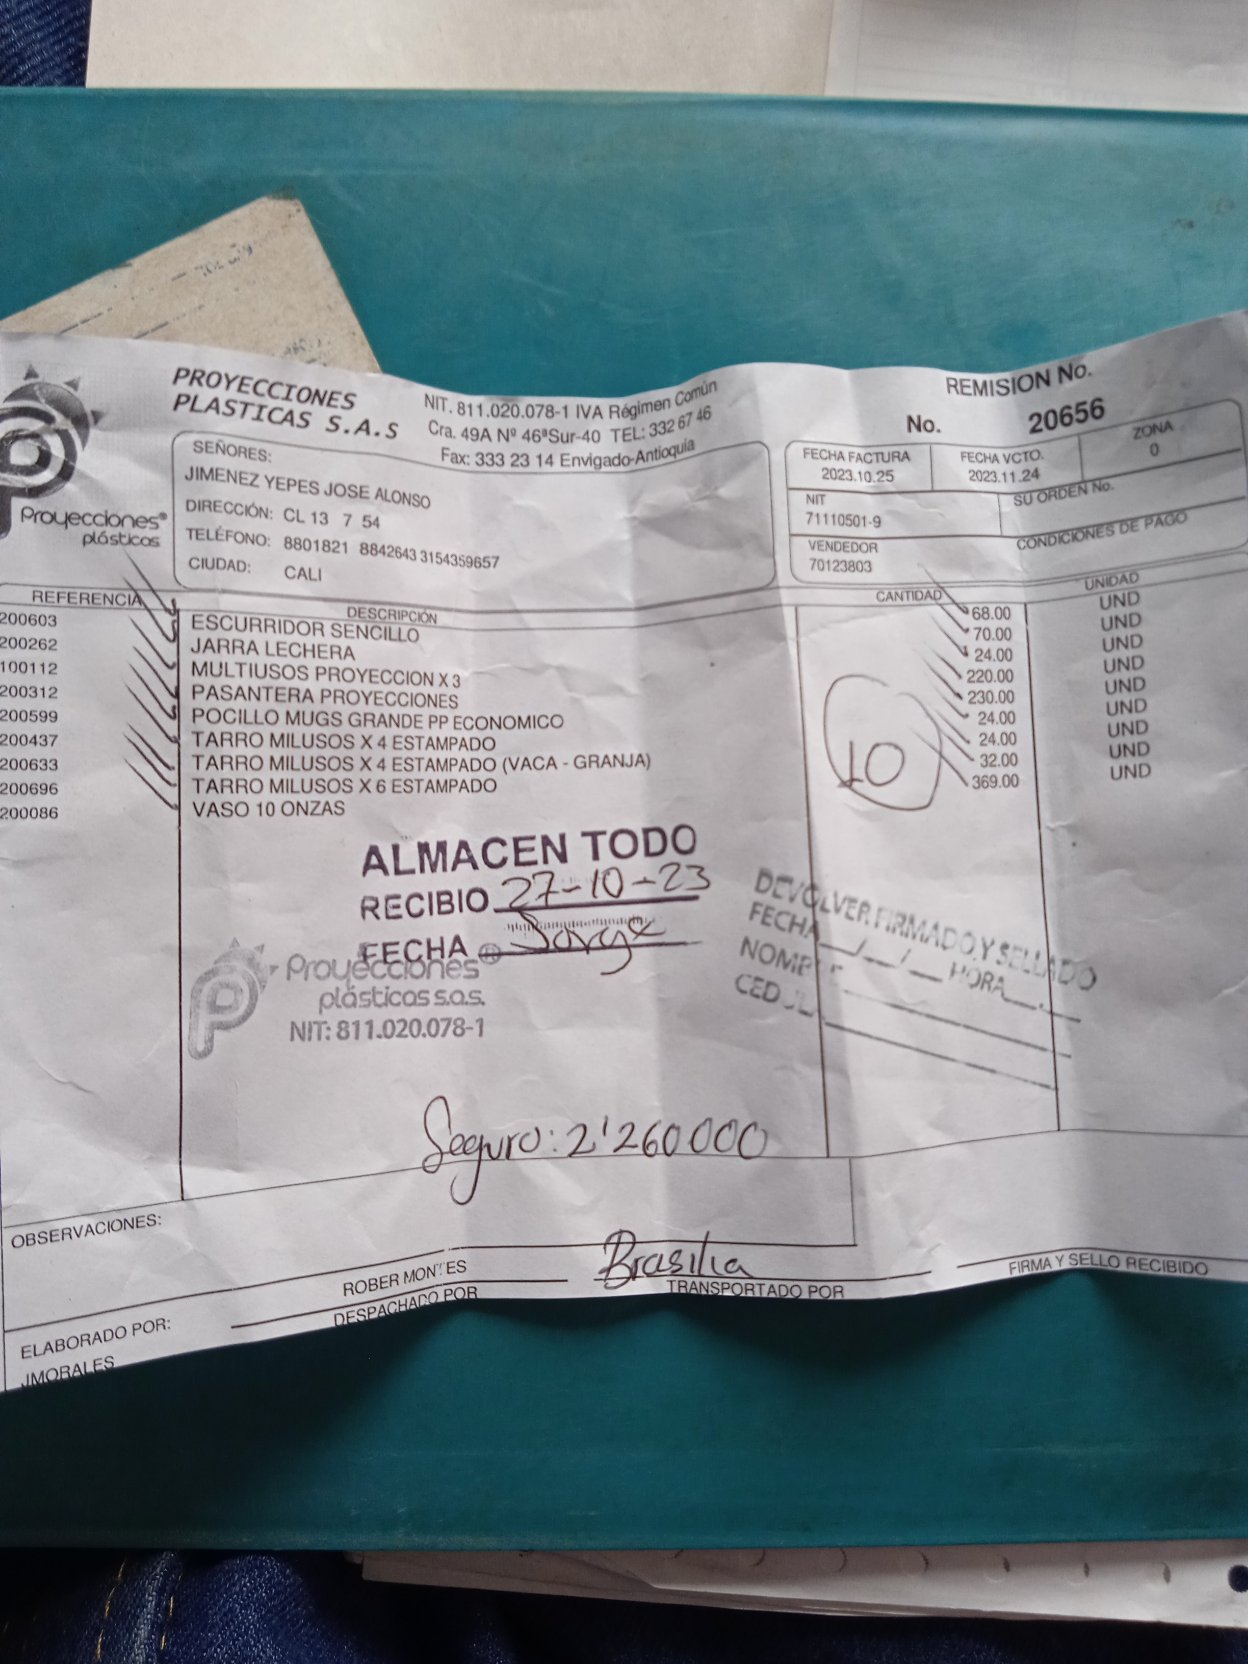 PROYECCIONES
PLASTICAS S.A.S
NIT. 811.020.078-1 IVA Régimen Común
Cra. 49A Nº 46ªSur-40 TEL: 332 67 46
Fax: 333 23 14 Envigado-Antioquia
REMISION No.
No. 20656
Proyecciones®
plásticos
SEÑORES:
JIMENEZ YEPES JOSE ALONSO
DIRECCIÓN: CL 13 7 54
TELÉFONO: 8801821 8842643 3154359657
CIUDAD: CALI
FECHA FACTURA
2023.10.25
FECHA VCTO.
2023.11.24
ZONA
0
NIT
71110501-9
SU ORDEN No.
VENDEDOR
70123803
CONDICIONES DE PAGO
REFERENCIA DESCRIPCIÓN CANTIDAD UNIDAD
200603 ESCURRIDOR SENCILLO 68.00 UND
200262 JARRA LECHERA 70.00 UND
100112 MULTIUSOS PROYECCION X 3 24.00 UND
200312 PASANTERA PROYECCIONES 220.00 UND
200599 POCILLO MUGS GRANDE PP ECONOMICO 230.00 UND
200437 TARRO MILUSOS X 4 ESTAMPADO 24.00 UND
200633 TARRO MILUSOS X 4 ESTAMPADO (VACA - GRANJA) 24.00 UND
200696 TARRO MILUSOS X 6 ESTAMPADO 32.00 UND
200086 VASO 10 ONZAS 369.00 UND
10
ALMACEN TODO
RECIBIO 27-10-23
FECHA
Proyecciones®
plásticas s.a.s.
NIT: 811.020.078-1
DEVOLVER FIRMADO Y SELLADO
FECHA __/__/__ HORA
Seguro: 2'260000
OBSERVACIONES:
ROBER MONTES
DESPACHADO POR
Brasilia
TRANSPORTADO POR
FIRMA Y SELLO RECIBIDO
ELABORADO POR:
JMORALES